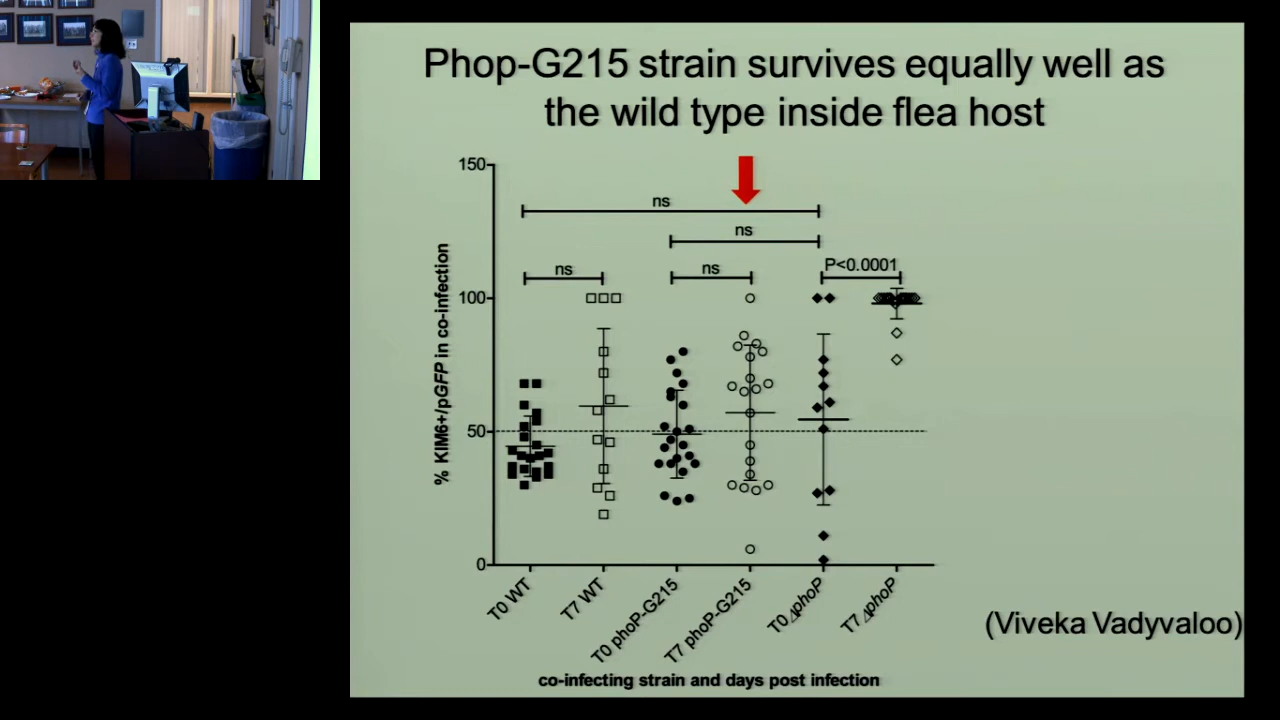 Phop-G215 strain survives equally well as
the wild type inside flea host
150
100
50
0
% KIM6+/pGFP in co-infection
ns
ns
ns
ns
P<0.0001
T0 WT
T7 WT
T0 phoP-G215
T7 phoP-G215
T0 ΔphoP
T7 ΔphoP
co-infecting strain and days post infection
(Viveka Vadyvaloo)